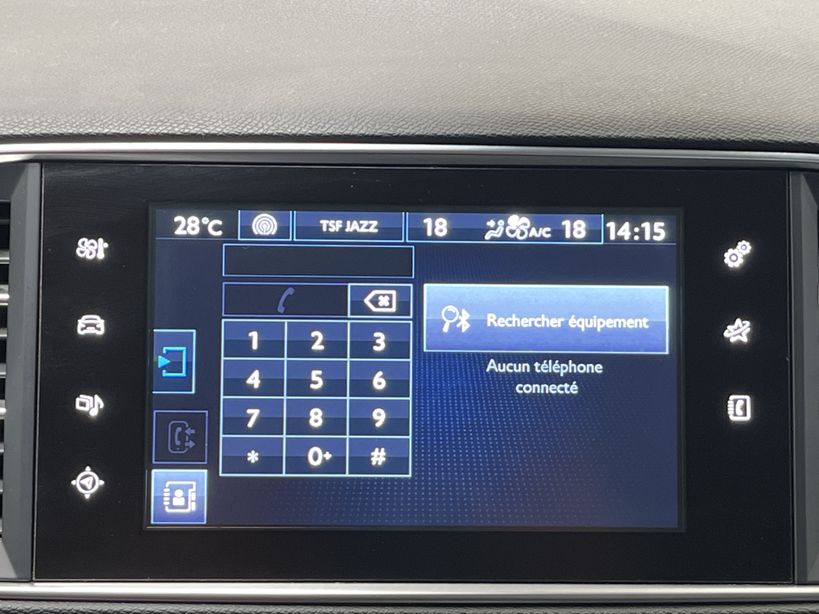 28°C TSF JAZZ 18 A/C 18 14:15
Rechercher équipement
Aucun téléphone
connecté
1 2 3
4 5 6
7 8 9
* 0+ #